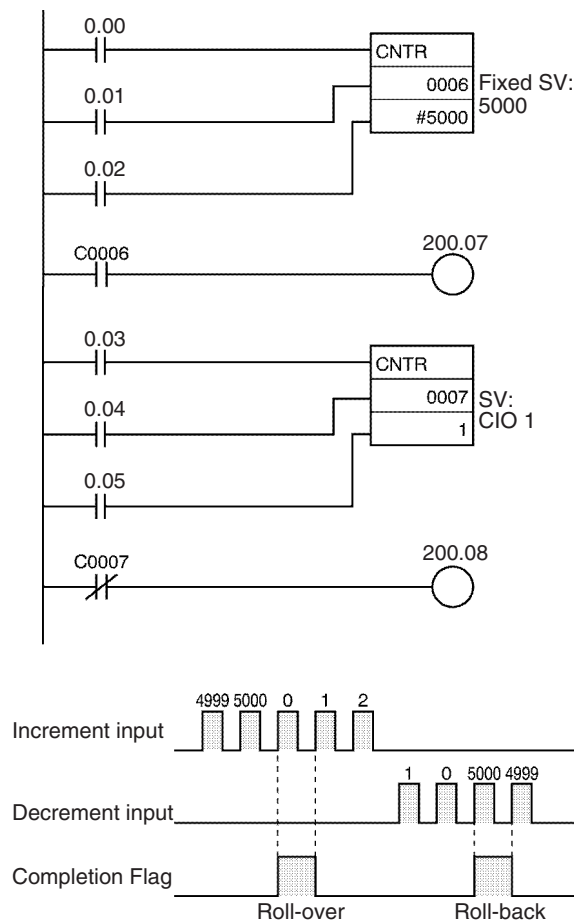 0.00
CNTR
0006
Fixed SV:
0.01
#5000
5000
0.02
C0006
200.07
0.03
CNTR
0007
SV:
0.04
1
CIO 1
0.05
C0007
200.08
4999 5000 0 1 2
Increment input
1 0 5000 4999
Decrement input
Completion Flag
Roll-over Roll-back